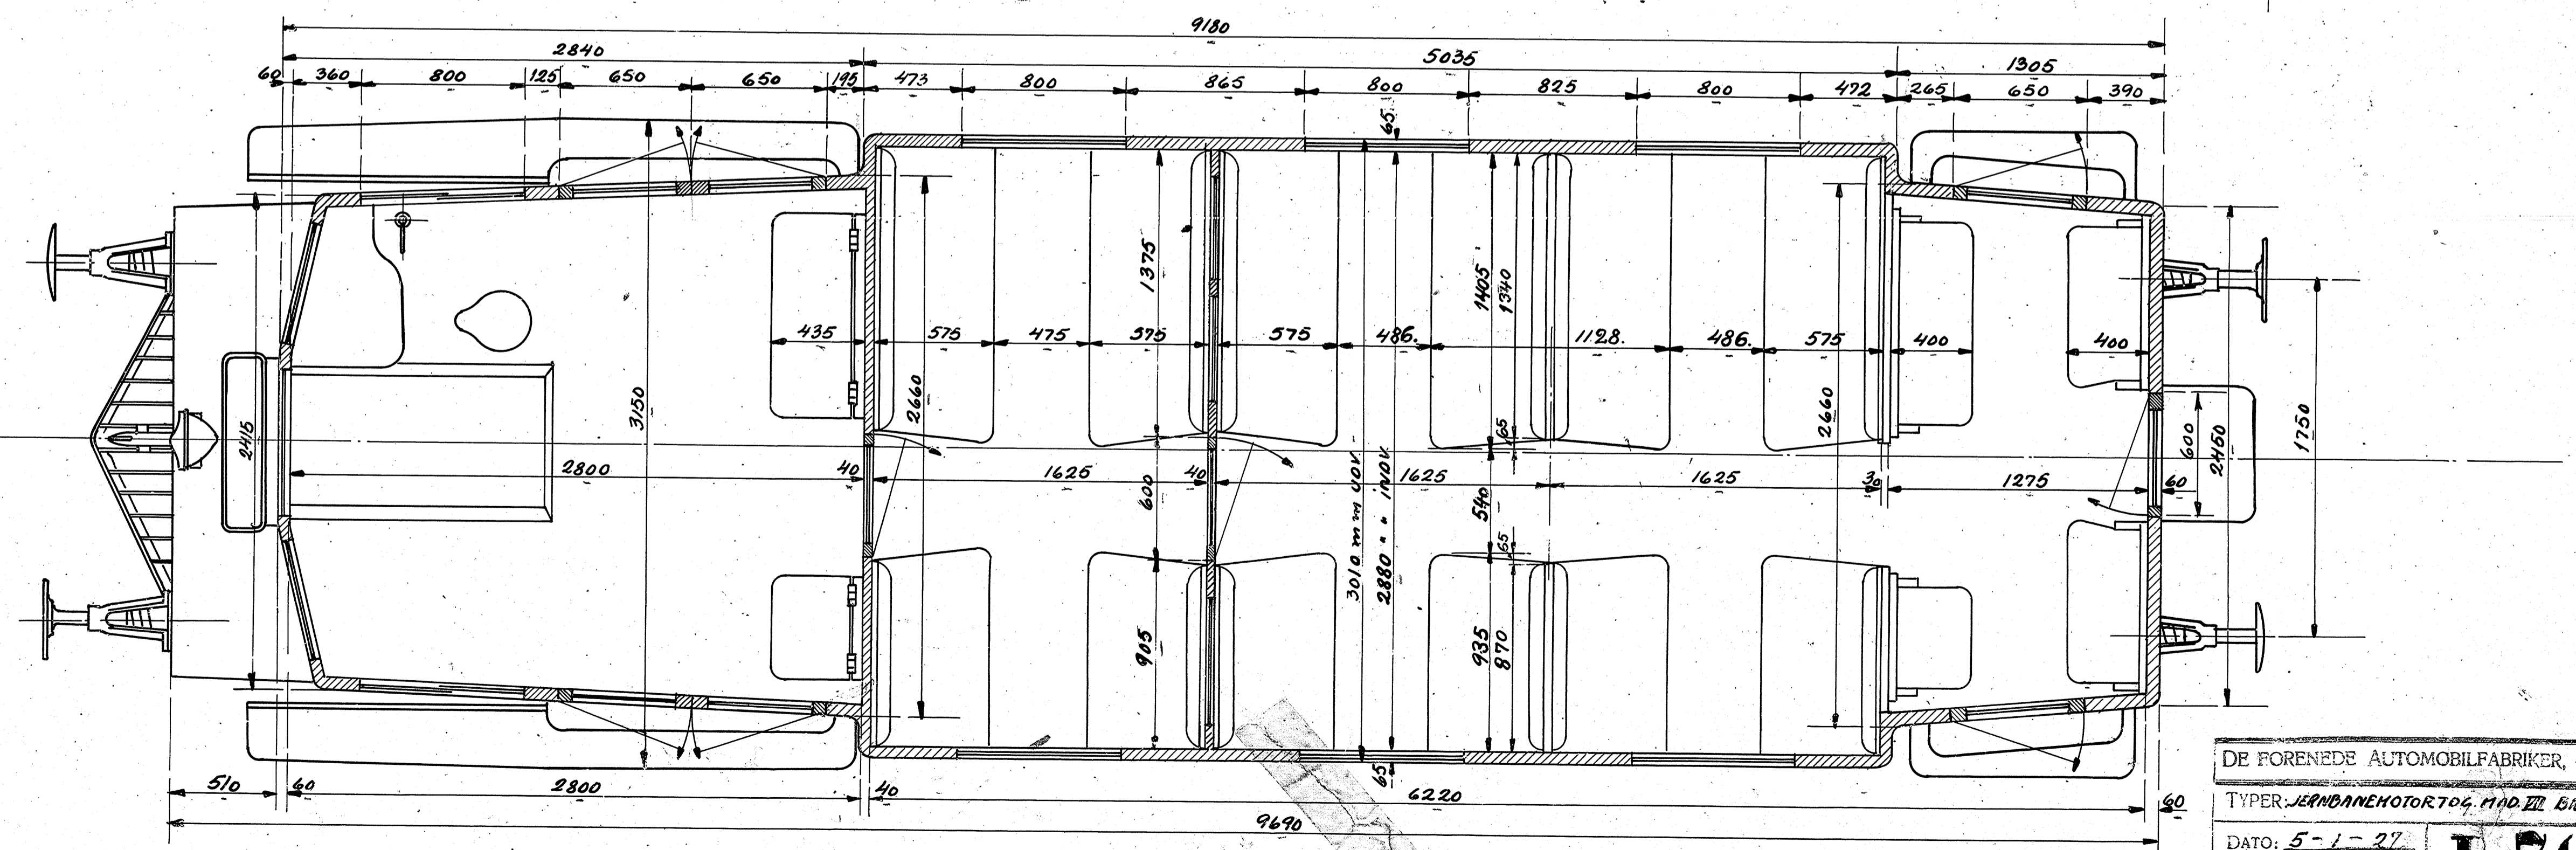 9180
2840 5035 1305
60 360 800 125 650 650 195 473 800 865 800 825 800 472 265 650 390
65
1375 1405 1340
435 575 475 575 575 486. 1128. 486. 575 400 400
2415 3150 2660 65 2660 600 2450 1750
2800 40 1625 40 1625 1625 30 1275 60
600 3010 mm UDV. 2880 " " INDV. 540
65
905 935 870
65
510 60 2800 40 6220 60
9690
DE FORENEDE AUTOMOBILFABRIKER,
TYPER: JERNBANEMOTORTOG. MOD. VII
DATO: 5-1-27